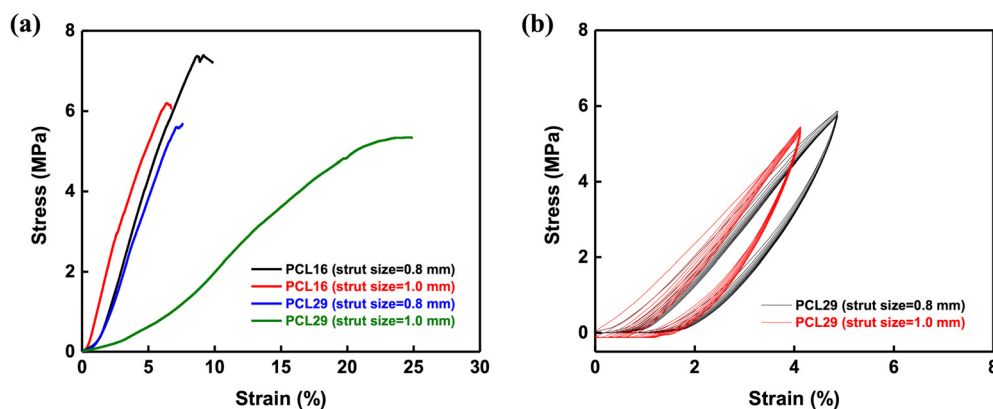 (a)
8
6
4
2
0
Stress (MPa)
PCL16 (strut size=0.8 mm)
PCL16 (strut size=1.0 mm)
PCL29 (strut size=0.8 mm)
PCL29 (strut size=1.0 mm)
0 5 10 15 20 25 30
Strain (%)
(b)
8
6
4
2
0
Stress (MPa)
PCL29 (strut size=0.8 mm)
PCL29 (strut size=1.0 mm)
0 2 4 6 8
Strain (%)